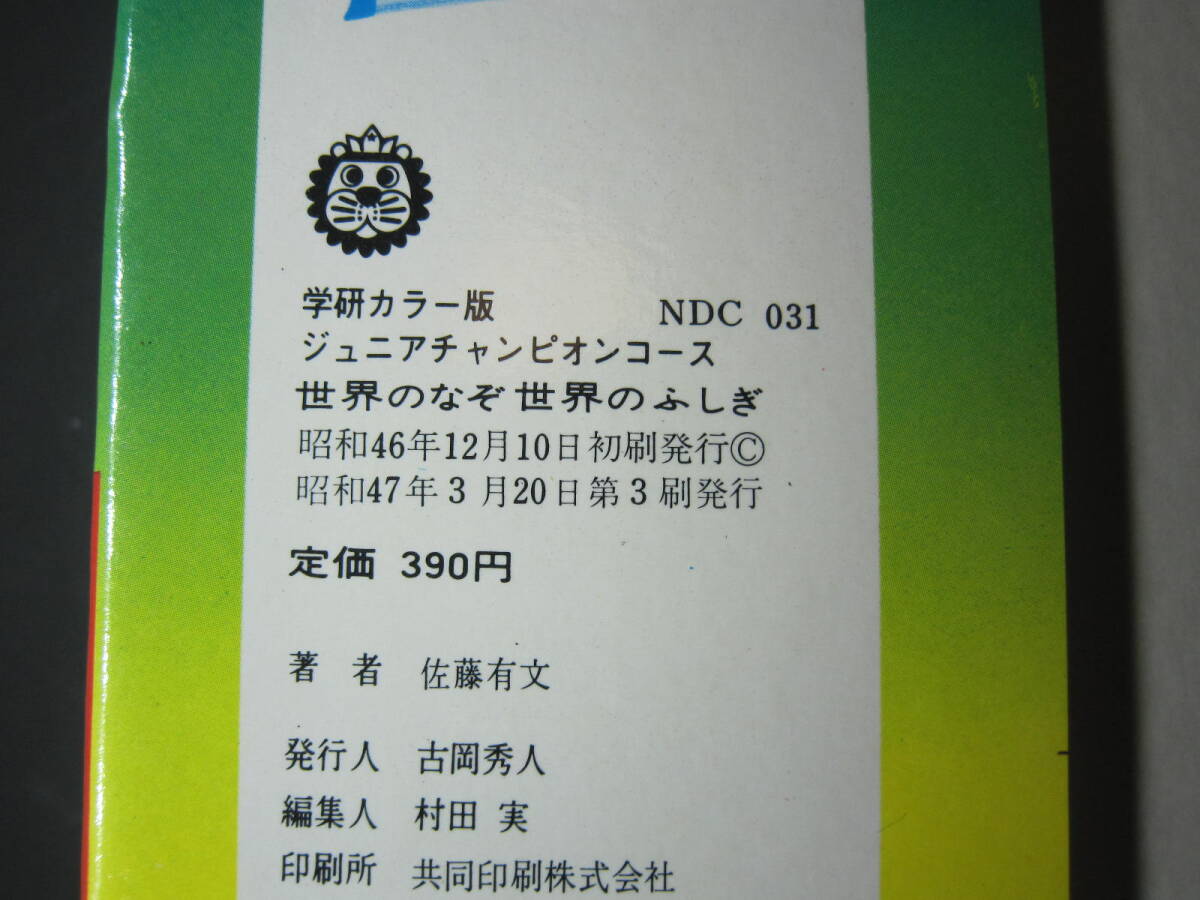 学研カラー版 NDC 031
ジュニアチャンピオンコース
世界のなぞ世界のふしぎ
昭和46年12月10日初刷発行©
昭和47年3月20日第3刷発行
定価 390円
著者 佐藤有文
発行人 古岡秀人
編集人 村田 実
印刷所 共同印刷株式会社